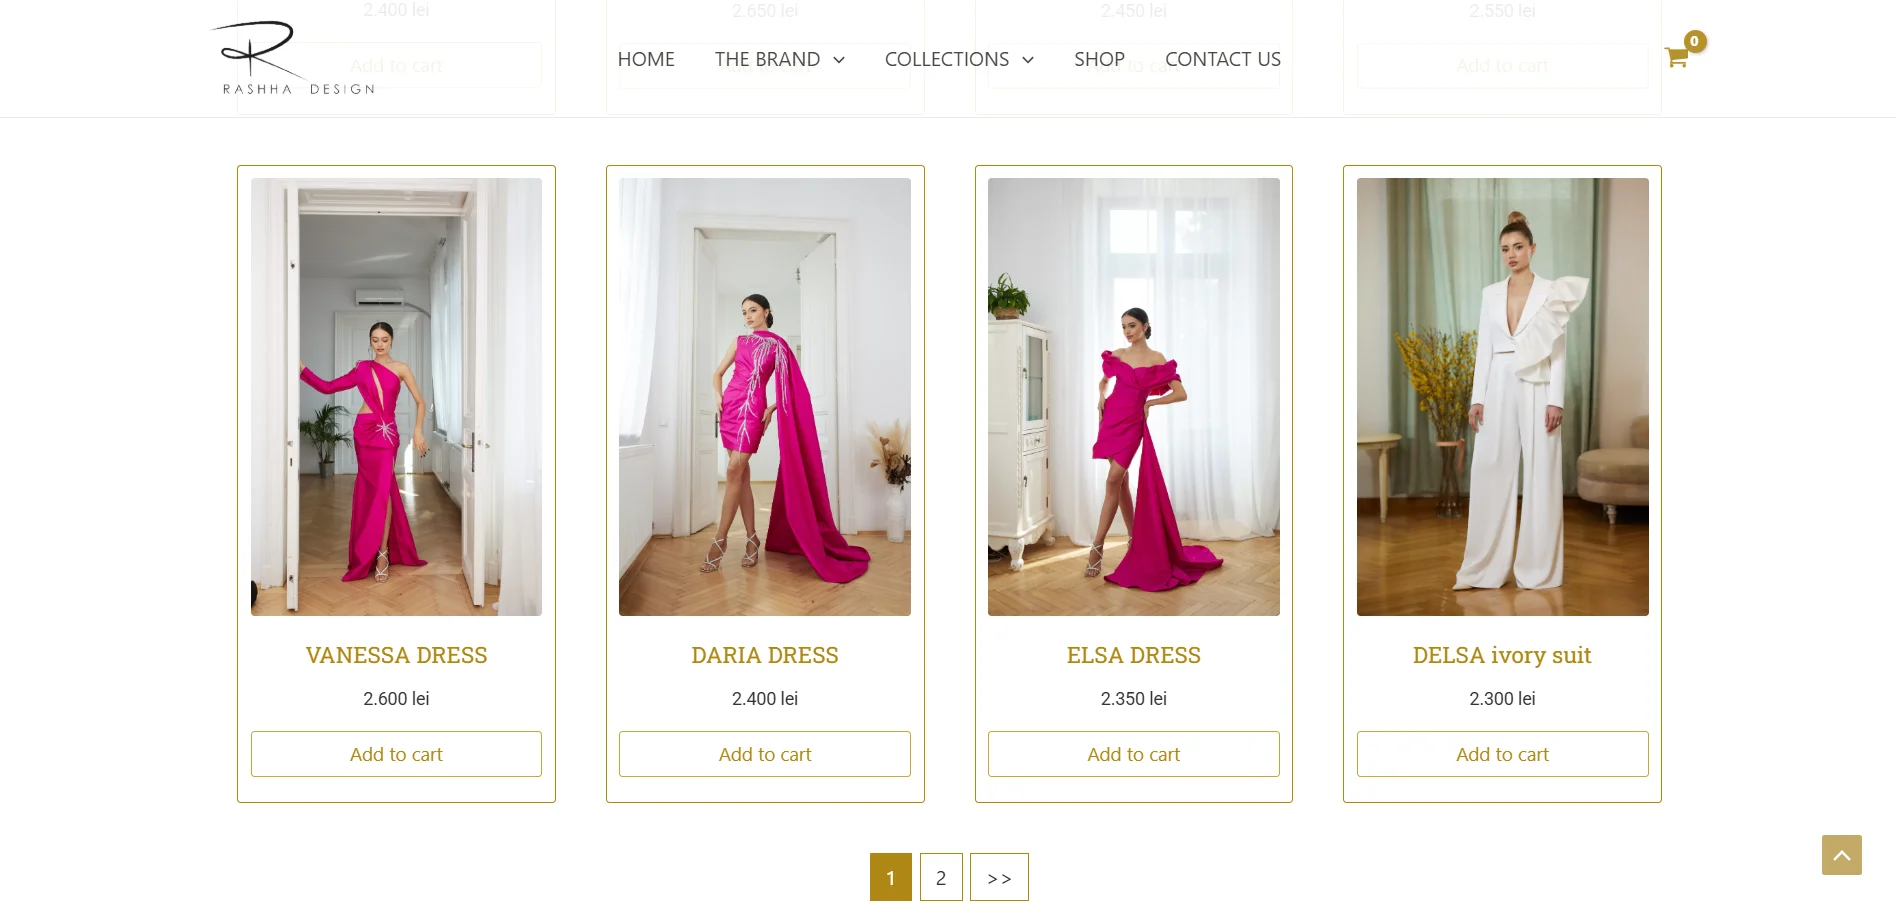 2.400 lei
2.650 lei
2.450 lei
2.550 lei
RASHHA DESIGN
HOME
THE BRAND
COLLECTIONS
SHOP
CONTACT US
0
Add to cart
Add to cart
VANESSA DRESS
DARIA DRESS
ELSA DRESS
DELSA ivory suit
2.600 lei
2.400 lei
2.350 lei
2.300 lei
Add to cart
Add to cart
Add to cart
Add to cart
1
2
>>